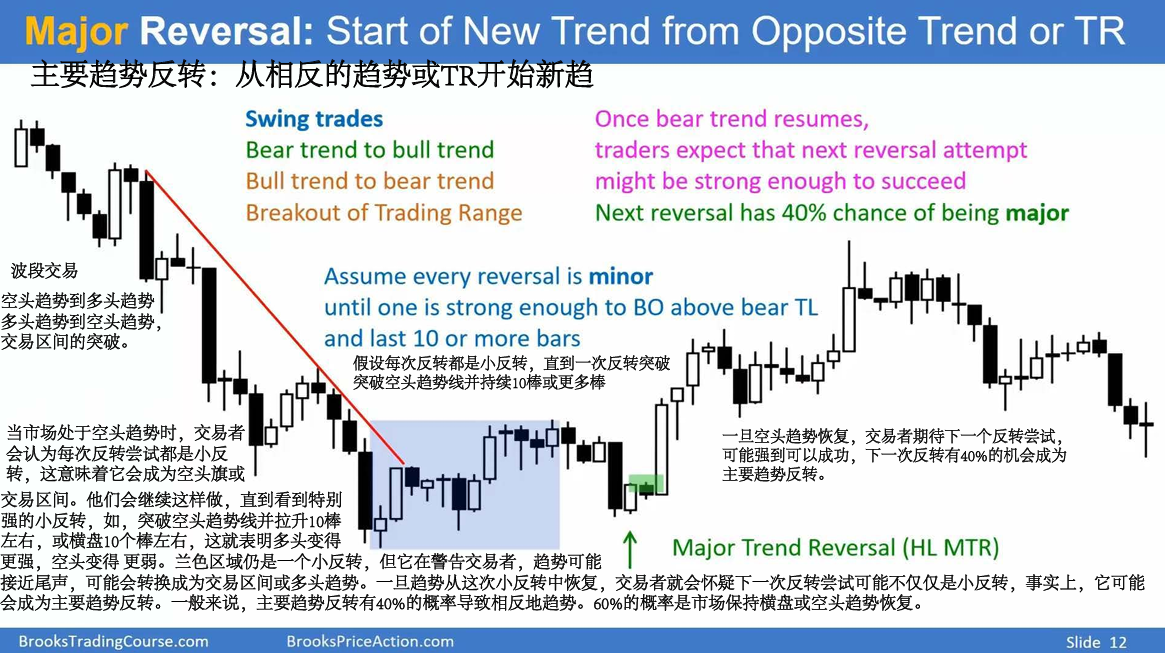 Major Reversal: Start of New Trend from Opposite Trend or TR
主要趋势反转：从相反的趋势或TR开始新趋
Swing trades
Bear trend to bull trend
Bull trend to bear trend
Breakout of Trading Range
Once bear trend resumes,
traders expect that next reversal attempt
might be strong enough to succeed
Next reversal has 40% chance of being major
波段交易
空头趋势到多头趋势
多头趋势到空头趋势，
交易区间的突破。
Assume every reversal is minor
until one is strong enough to BO above bear TL
and last 10 or more bars
假设每次反转都是小反转，直到一次反转突破
突破空头趋势线并持续10棒或更多棒
当市场处于空头趋势时，交易者
会认为每次反转尝试都是小反
转，这意味着它会成为空头旗或
交易区间。他们会继续这样做，直到看到特别
强的小反转，如，突破空头趋势线并拉升10棒
左右，或横盘10个棒左右，这就表明多头变得
更强，空头变得 更弱。兰色区域仍是一个小反转，但它在警告交易者，趋势可能
接近尾声，可能会转换成为交易区间或多头趋势。一旦趋势从这次小反转中恢复，交易者就会怀疑下一次反转尝试可能不仅仅是小反转，事实上，它可能
会成为主要趋势反转。一般来说，主要趋势反转有40%的概率导致相反地趋势。60%的概率是市场保持横盘或空头趋势恢复。
一旦空头趋势恢复，交易者期待下一个反转尝试，
可能强到可以成功，下一次反转有40%的机会成为
主要趋势反转。
Major Trend Reversal (HL MTR)
BrooksTradingCourse.com
BrooksPriceAction.com
Slide 12